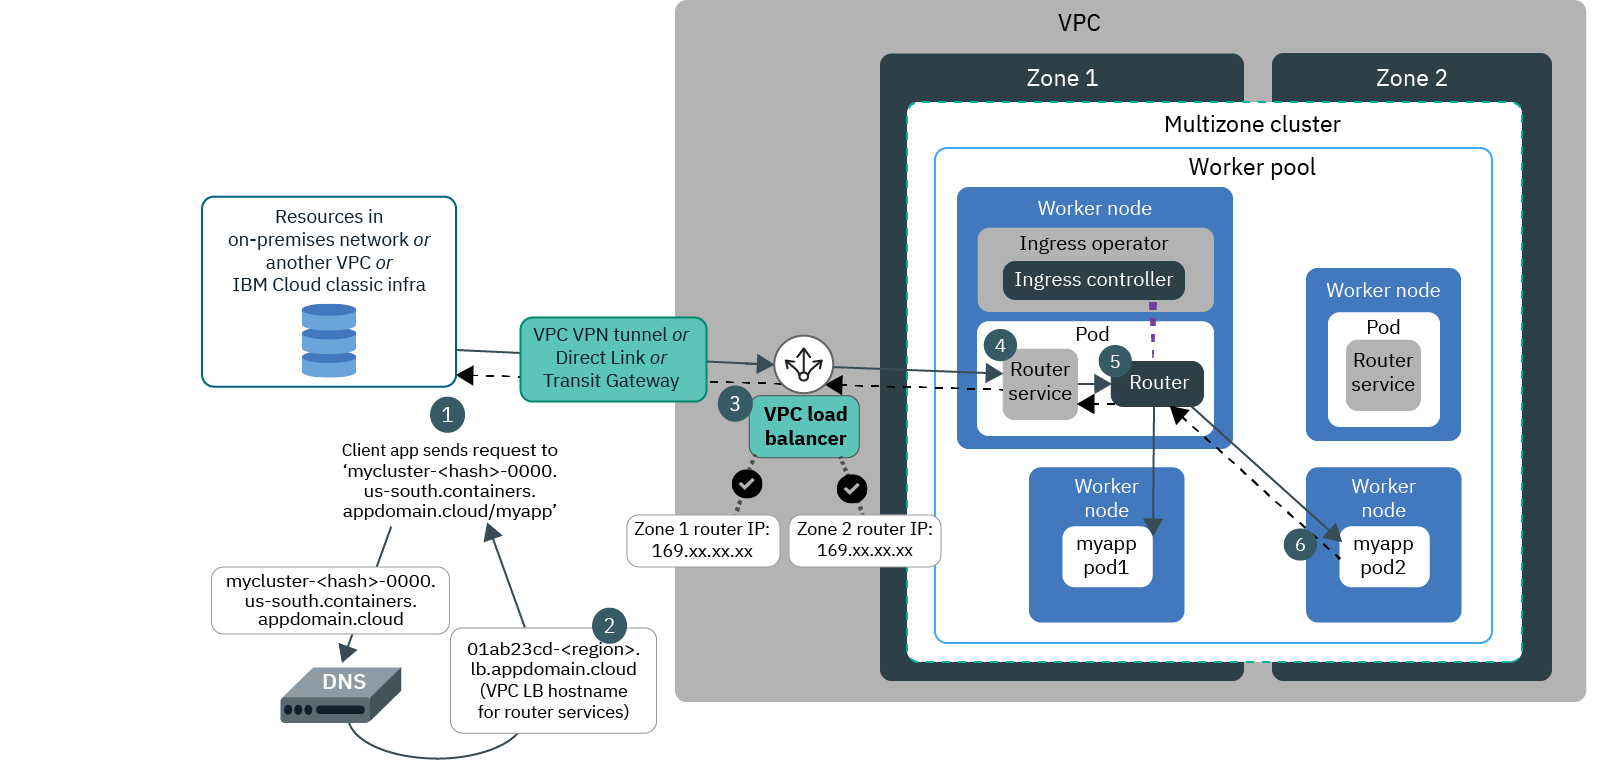 VPC
Zone 1
Zone 2
Multizone cluster
Worker pool
Worker node
Ingress operator
Ingress controller
Pod
4
Router
service
5
Router
Worker node
Pod
Router
service
Worker
node
myapp
pod1
Worker
node
6
myapp
pod2
Resources in
on-premises network or
another VPC or
IBM Cloud classic infra
VPC VPN tunnel or
Direct Link or
Transit Gateway
3
VPC load
balancer
Zone 1 router IP:
169.xx.xx.xx
Zone 2 router IP:
169.xx.xx.xx
1
Client app sends request to
‘mycluster-<hash>-0000.
us-south.containers.
appdomain.cloud/myapp’
mycluster-<hash>-0000.
us-south.containers.
appdomain.cloud
DNS
2
01ab23cd-<region>.
lb.appdomain.cloud
(VPC LB hostname
for router services)